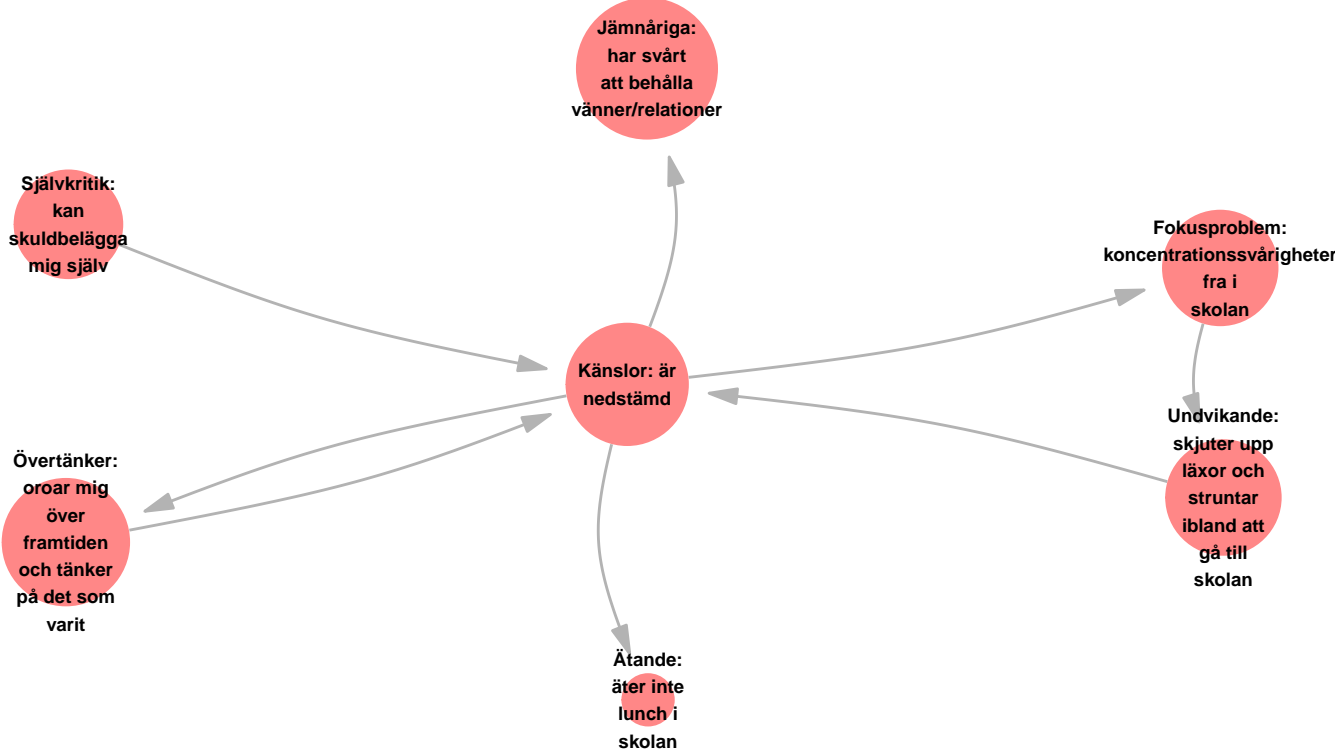 Jämnåriga:
har svårt
att behålla
vänner/relationer
Självkritik:
kan
skuldbelägga
mig själv
Fokusproblem:
koncentrationssvårigheter
fra i
skolan
Känslor: är
nedstämd
Undvikande:
skjuter upp
läxor och
struntar
ibland att
gå till
skolan
Övertänker:
oroar mig
över
framtiden
och tänker
på det som
varit
Ätande:
äter inte
lunch i
skolan